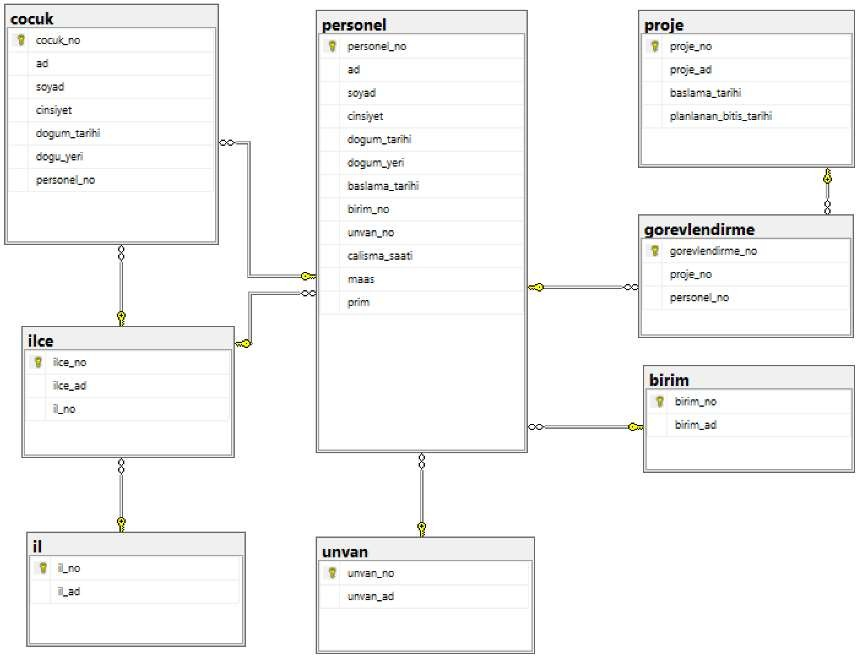 cocuk
cocuk_no
ad
soyad
cinsiyet
dogum_tarihi
dogu_yeri
personel_no
personel
personel_no
ad
soyad
cinsiyet
dogum_tarihi
dogum_yeri
baslama_tarihi
birim_no
unvan_no
calisma_saati
maas
prim
proje
proje_no
proje_ad
baslama_tarihi
planlanan_bitis_tarihi
gorevlendirme
gorevlendirme_no
proje_no
personel_no
ilce
ilce_no
ilce_ad
il_no
birim
birim_no
birim_ad
il
il_no
il_ad
unvan
unvan_no
unvan_ad